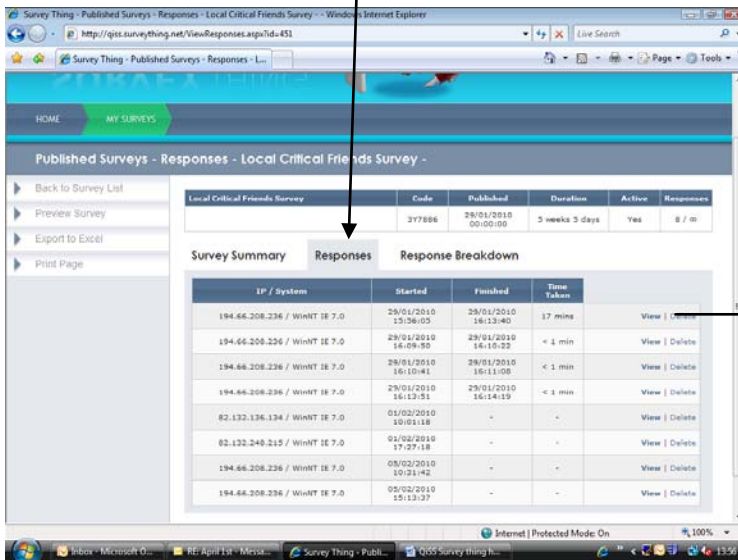 Survey Thing - Published Surveys - Responses - Local Critical Friends Survey - - Windows Internet Explorer
http://qiss.surveything.net/ViewResponses.aspx?id=451
Live Search
Survey Thing - Published Surveys - Responses - L...
Page
Tools
HOME
MY SURVEYS
Published Surveys - Responses - Local Critical Friends Survey -
Back to Survey List
Preview Survey
Export to Excel
Print Page
Local Critical Friends Survey Code Published Duration Active Responses
3Y7886 29/01/2010 00:00:00 5 weeks 5 days Yes 8 / ∞
Survey Summary Responses Response Breakdown
IP / System Started Finished Time Taken
194.66.208.236 / WinNT IE 7.0 29/01/2010 15:56:05 29/01/2010 16:13:40 17 mins View | Delete
194.66.208.236 / WinNT IE 7.0 29/01/2010 16:09:50 29/01/2010 16:10:22 < 1 min View | Delete
194.66.208.236 / WinNT IE 7.0 29/01/2010 16:10:41 29/01/2010 16:11:08 < 1 min View | Delete
194.66.208.236 / WinNT IE 7.0 29/01/2010 16:13:51 29/01/2010 16:14:19 < 1 min View | Delete
82.132.136.134 / WinNT IE 7.0 01/02/2010 10:01:18 - - View | Delete
82.132.248.215 / WinNT IE 7.0 01/02/2010 17:27:18 - - View | Delete
194.66.208.236 / WinNT IE 7.0 05/02/2010 10:31:42 - - View | Delete
194.66.208.236 / WinNT IE 7.0 05/02/2010 15:13:37 - - View | Delete
Internet | Protected Mode: On 100%
Inbox - Microsoft O...
RE: April 1st - Messa...
Survey Thing - Publi...
QISS Survey thing h...
13:56